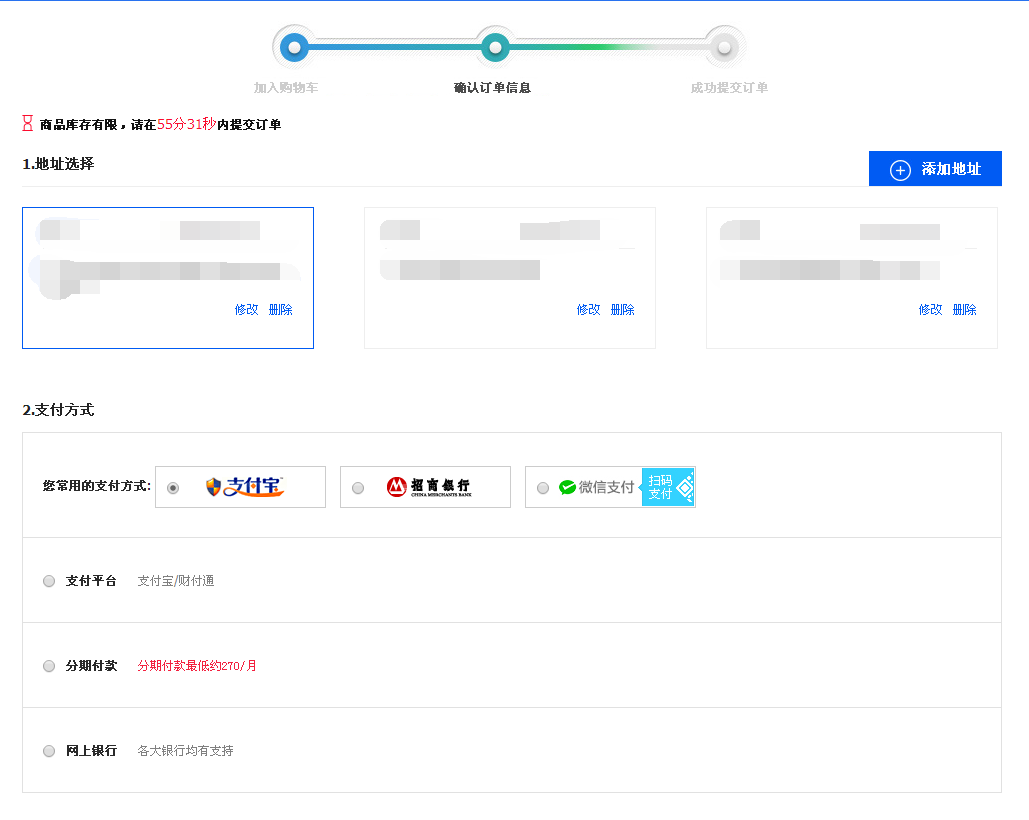 加入购物车 确认订单信息 成功提交订单
商品库存有限，请在55分31秒内提交订单
1.地址选择 添加地址
修改 删除 修改 删除 修改 删除
2.支付方式
您常用的支付方式: 支付宝 招商银行 CHINA MERCHANTS BANK 微信支付 扫码支付
支付平台 支付宝/财付通
分期付款 分期付款最低约270/月
网上银行 各大银行均有支持